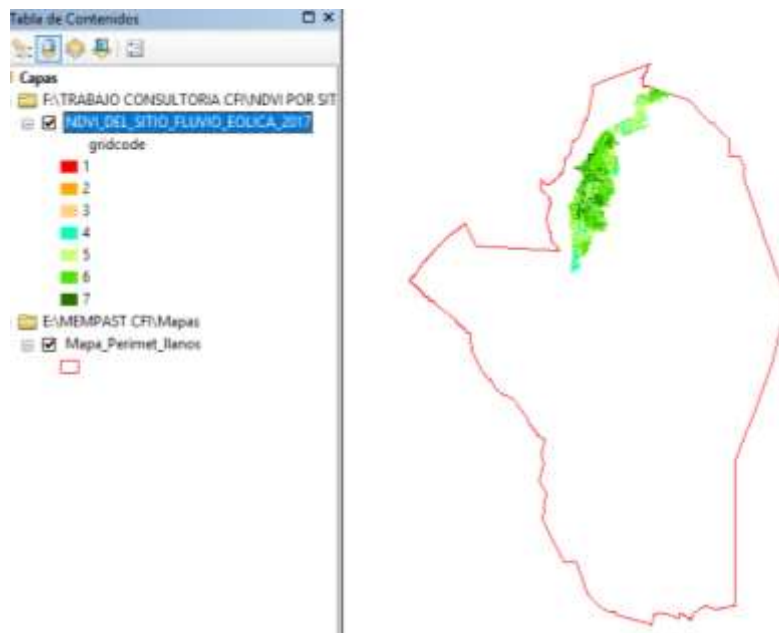 Tabla de Contenidos
Capas
F:\TRABAJO CONSULTORIA CFI\NDVI POR SIT
NDVI_DEL_SITIO_FLUVIO_EOLICA_2017
gridcode
1
2
3
4
5
6
7
E:\MEMPAST CFI\Mapas
Mapa_Perimet_llanos